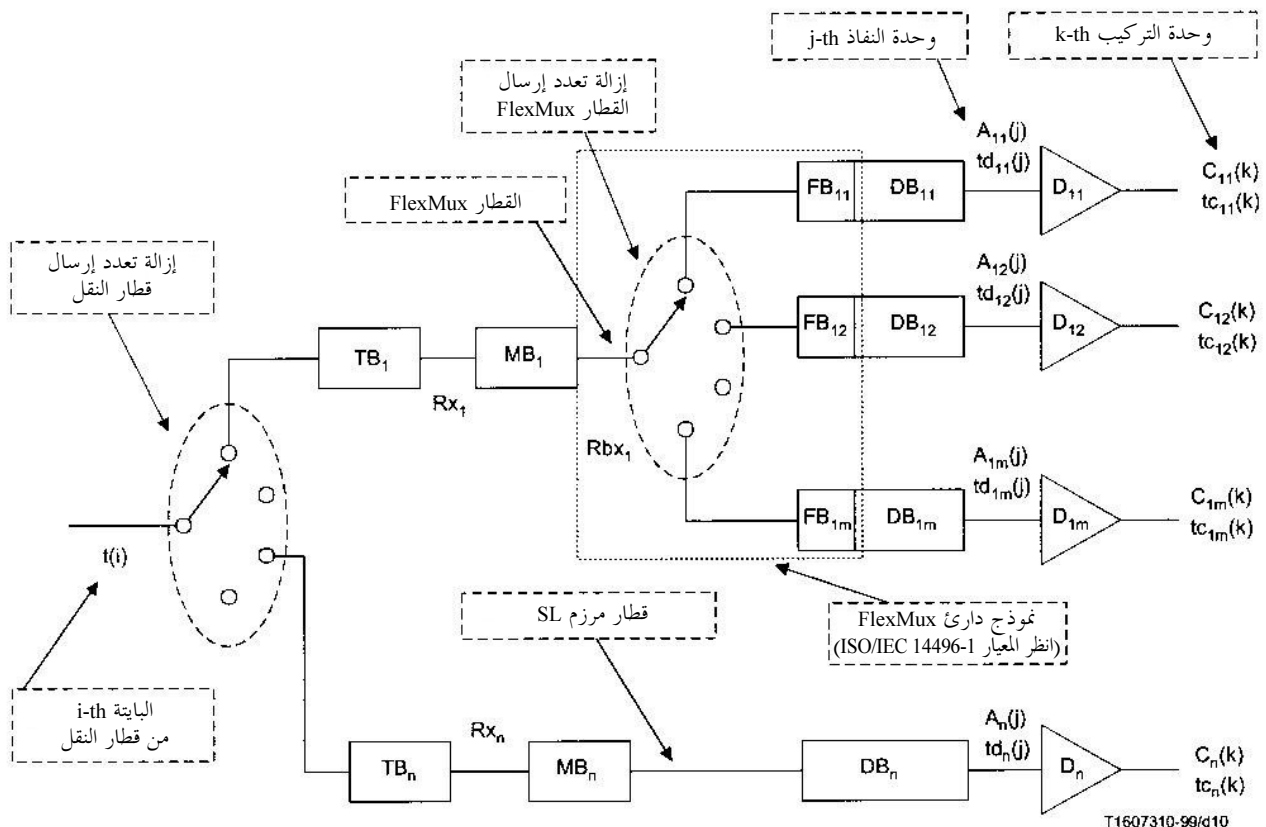 وحدة التركيب k-th
وحدة النفاذ j-th
إزالة تعدد إرسال
القطار FlexMux
القطار FlexMux
إزالة تعدد إرسال
قطار النقل
A₁₁(j)
td₁₁(j)
C₁₁(k)
tc₁₁(k)
FB₁₁
DB₁₁
D₁₁
A₁₂(j)
td₁₂(j)
C₁₂(k)
tc₁₂(k)
FB₁₂
DB₁₂
D₁₂
TB₁
MB₁
Rx₁
Rbx₁
A₁ₘ(j)
td₁ₘ(j)
C₁ₘ(k)
tc₁ₘ(k)
FB₁ₘ
DB₁ₘ
D₁ₘ
t(i)
قطار مرزم SL
نموذج دارئ FlexMux
(انظر المعيار ISO/IEC 14496-1)
البايتة i-th
من قطار النقل
Rxₙ
Aₙ(j)
tdₙ(j)
Cₙ(k)
tcₙ(k)
TBₙ
MBₙ
DBₙ
Dₙ
T1607310-99/d10